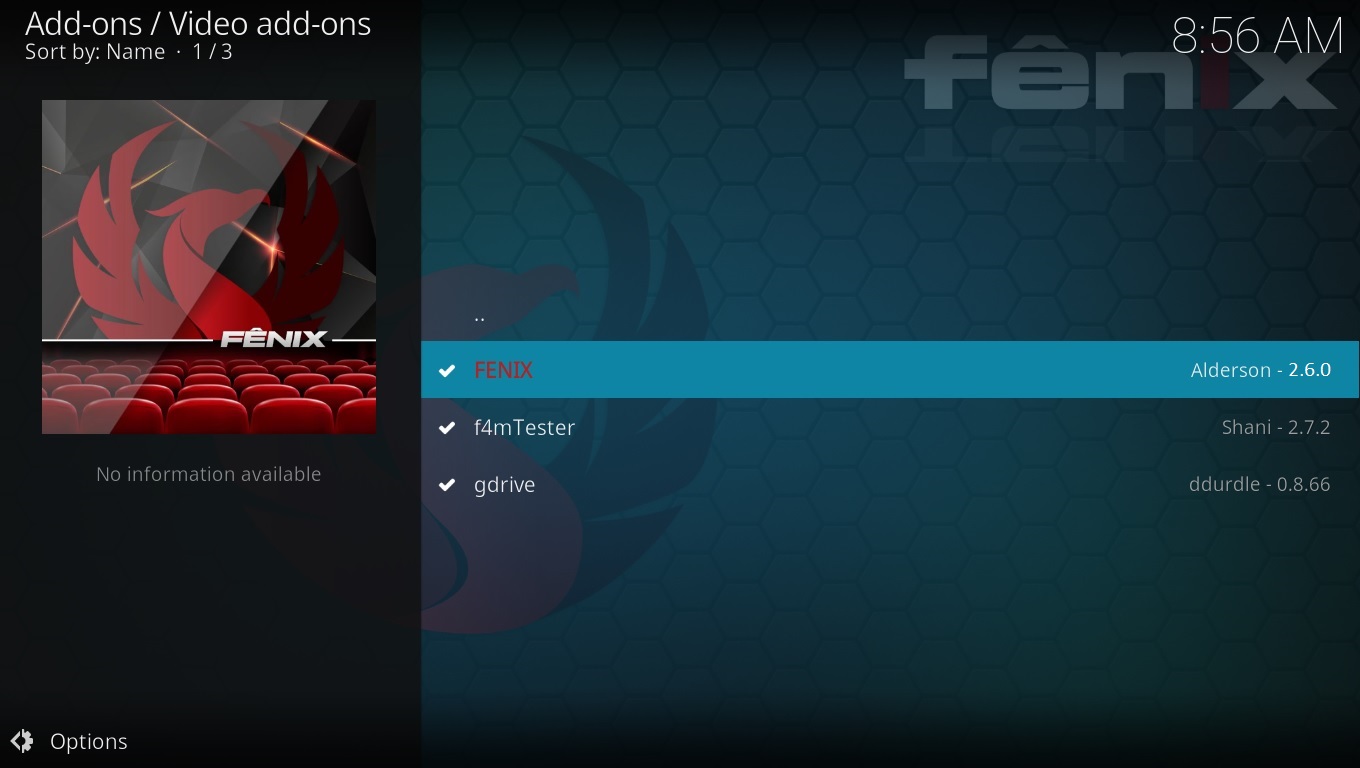 Add-ons / Video add-ons
Sort by: Name · 1 / 3
8:56 AM
fênix
FÊNIX
No information available
..
FENIX Alderson - 2.6.0
f4mTester Shani - 2.7.2
gdrive ddurdle - 0.8.66
Options